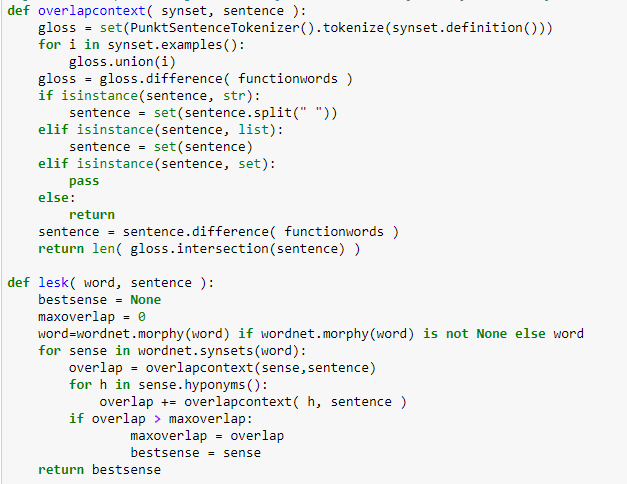 def overlapcontext( synset, sentence ):
    gloss = set(PunktSentenceTokenizer().tokenize(synset.definition()))
    for i in synset.examples():
        gloss.union(i)
    gloss = gloss.difference( functionwords )
    if isinstance(sentence, str):
        sentence = set(sentence.split(" "))
    elif isinstance(sentence, list):
        sentence = set(sentence)
    elif isinstance(sentence, set):
        pass
    else:
        return
    sentence = sentence.difference( functionwords )
    return len( gloss.intersection(sentence) )

def lesk( word, sentence ):
    bestsense = None
    maxoverlap = 0
    word=wordnet.morphy(word) if wordnet.morphy(word) is not None else word
    for sense in wordnet.synsets(word):
        overlap = overlapcontext(sense,sentence)
        for h in sense.hyponyms():
            overlap += overlapcontext( h, sentence )
        if overlap > maxoverlap:
                maxoverlap = overlap
                bestsense = sense
    return bestsense